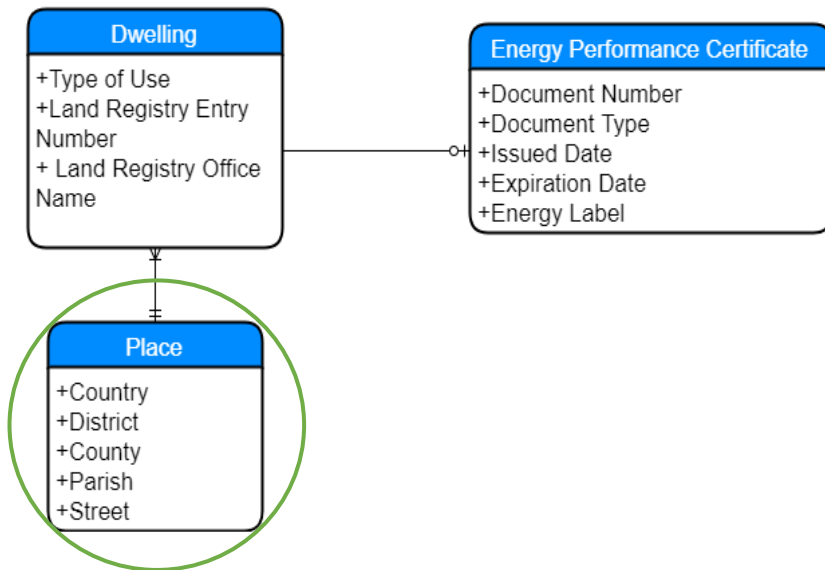 Dwelling
+Type of Use
+Land Registry Entry
Number
+ Land Registry Office
Name
Energy Performance Certificate
+Document Number
+Document Type
+Issued Date
+Expiration Date
+Energy Label
Place
+Country
+District
+County
+Parish
+Street